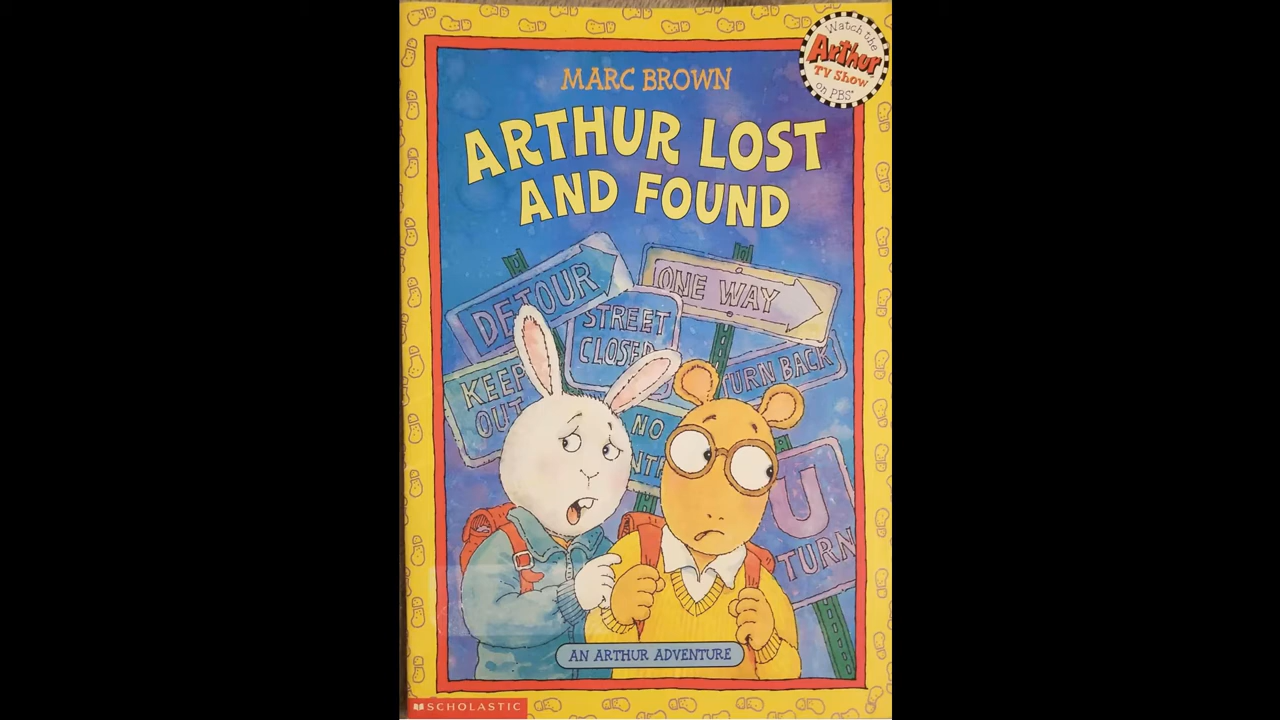 Watch the
Arthur
TV Show
on PBS
MARC BROWN
ARTHUR LOST
AND FOUND
DETOUR
ONE WAY
STREET
CLOSED
TURN BACK
KEEP
OUT
NO
U
TURN
AN ARTHUR ADVENTURE
SCHOLASTIC